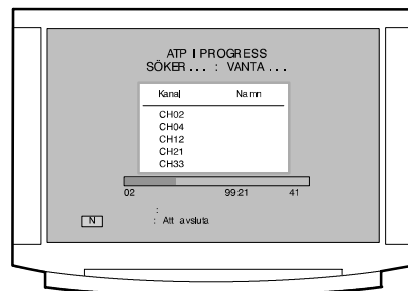 ATP I PROGRESS
SÖKER... : VANTA...
Kanal Namn
CH02
CH04
CH12
CH21
CH33
02 99:21 41
:
N : Att avsluta